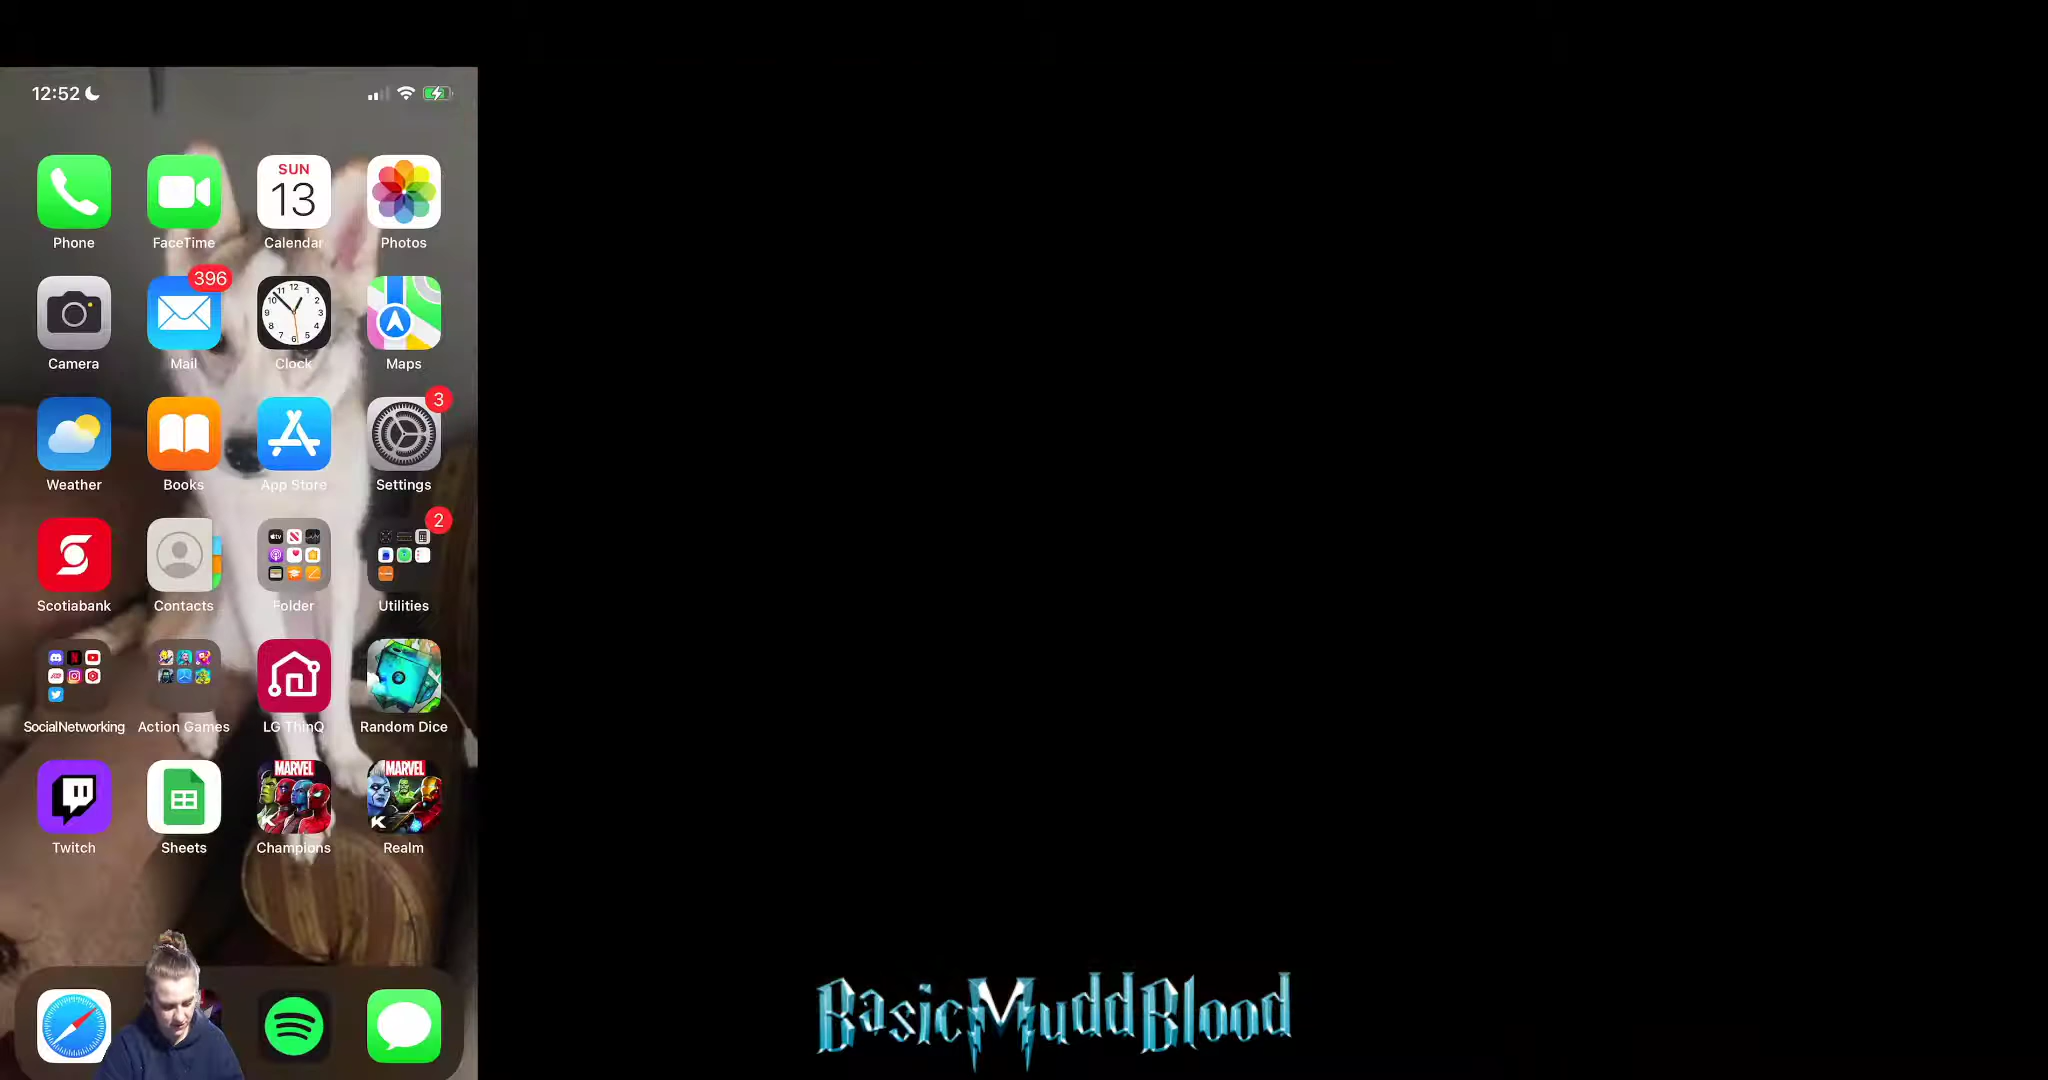 12:52
SUN
13
Phone FaceTime Calendar Photos
396
Camera Mail Clock Maps
3
Weather Books App Store Settings
2
Scotiabank Contacts Folder Utilities
SocialNetworking Action Games LG ThinQ Random Dice
MARVEL MARVEL
K K
Twitch Sheets Champions Realm
BasicMuddBlood